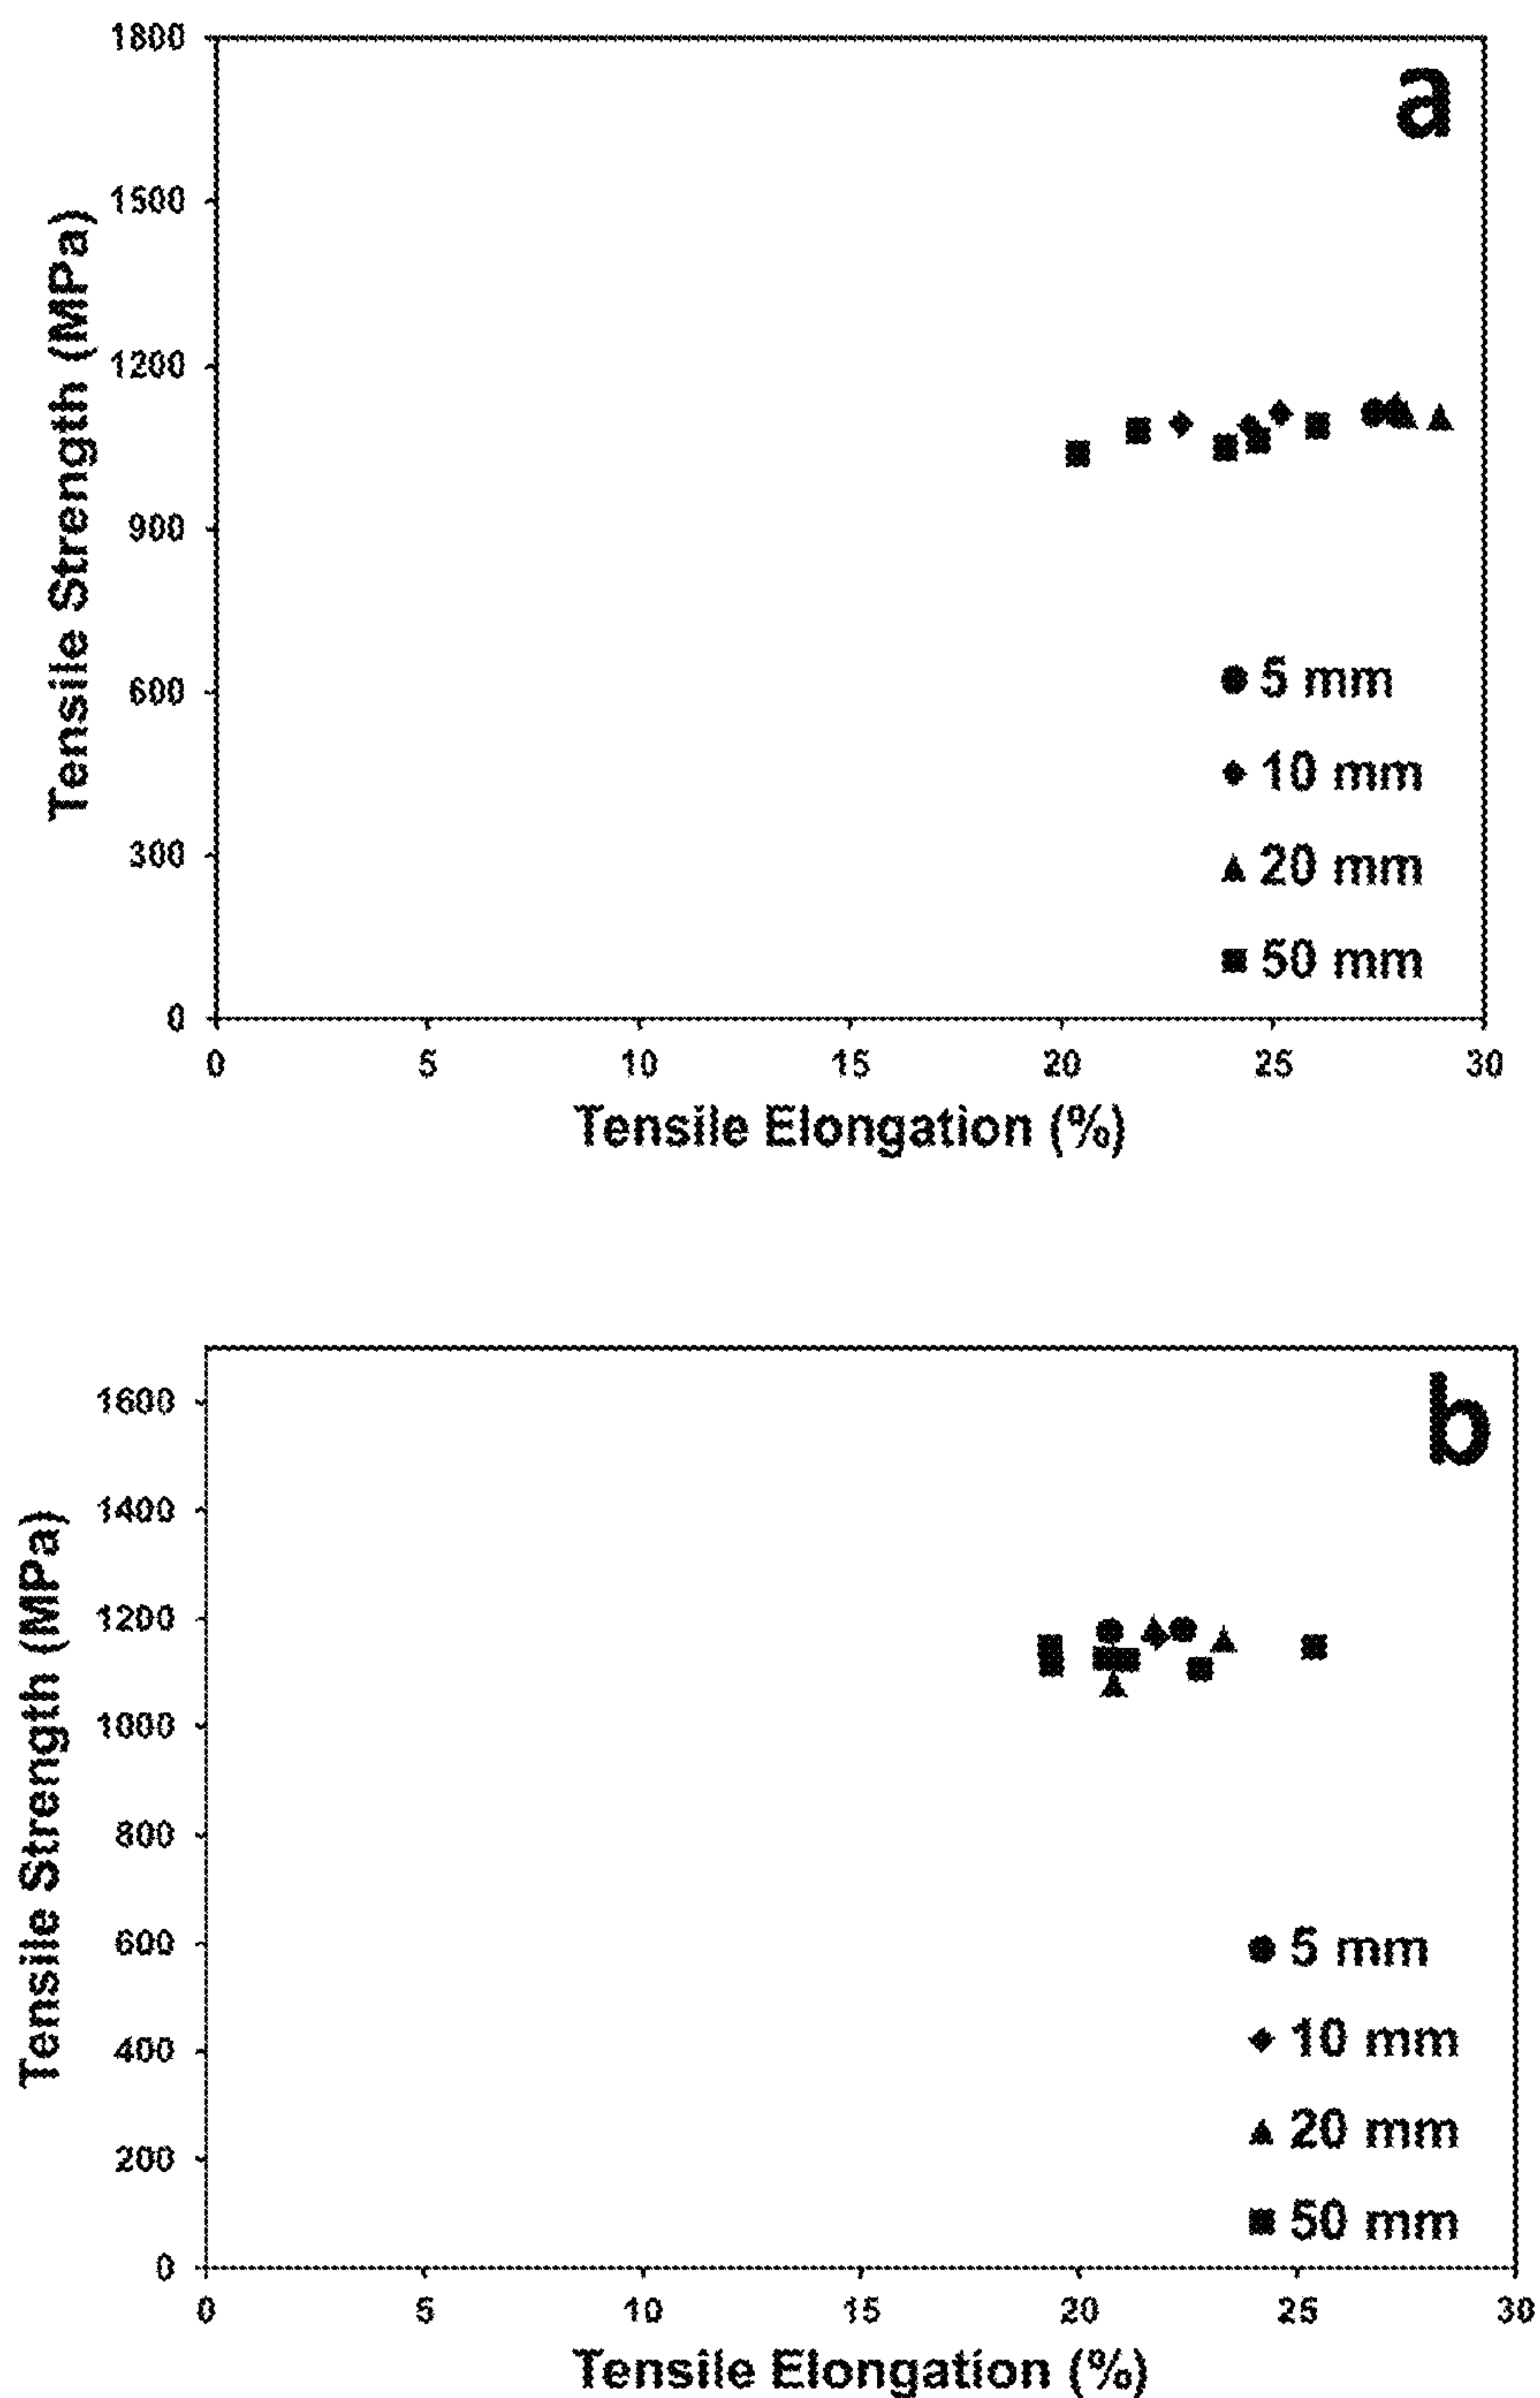 a
1800
1500
1200
900
600
300
0
Tensile Strength (MPa)
5 mm
10 mm
20 mm
50 mm
0 5 10 15 20 25 30
Tensile Elongation (%)
b
1600
1400
1200
1000
800
600
400
200
0
Tensile Strength (MPa)
5 mm
10 mm
20 mm
50 mm
0 5 10 15 20 25 30
Tensile Elongation (%)